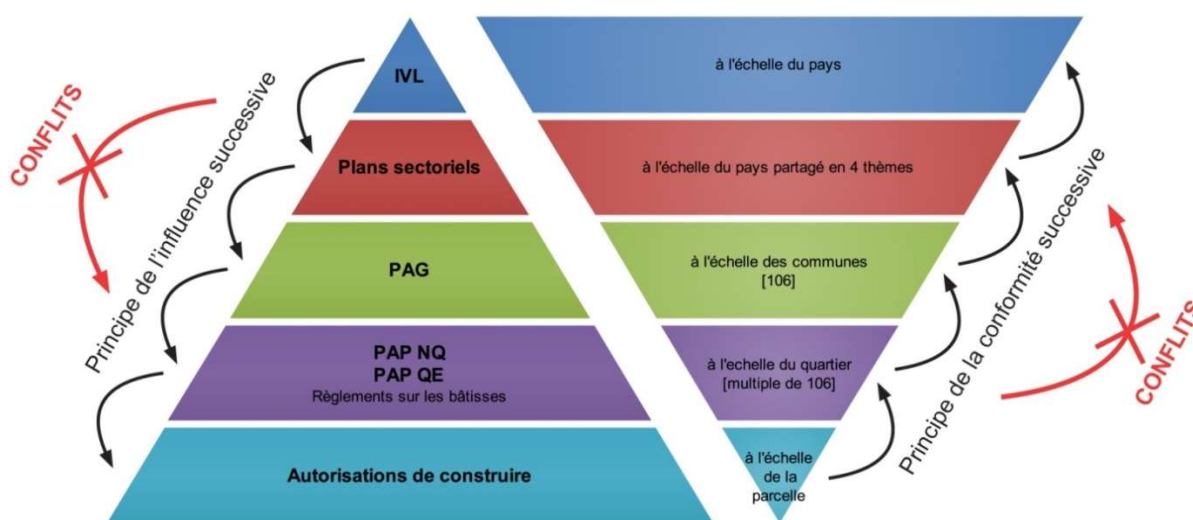 CONFLITS
Principe de l'influence successive
IVL
Plans sectoriels
PAG
PAP NQ
PAP QE
Règlements sur les bâtisses
Autorisations de construire
à l'échelle du pays
à l'échelle du pays partagé en 4 thèmes
à l'échelle des communes
[106]
à l'echelle du quartier
[multiple de 106]
à l'échelle
de la
parcelle
Principe de la conformité successive
CONFLITS